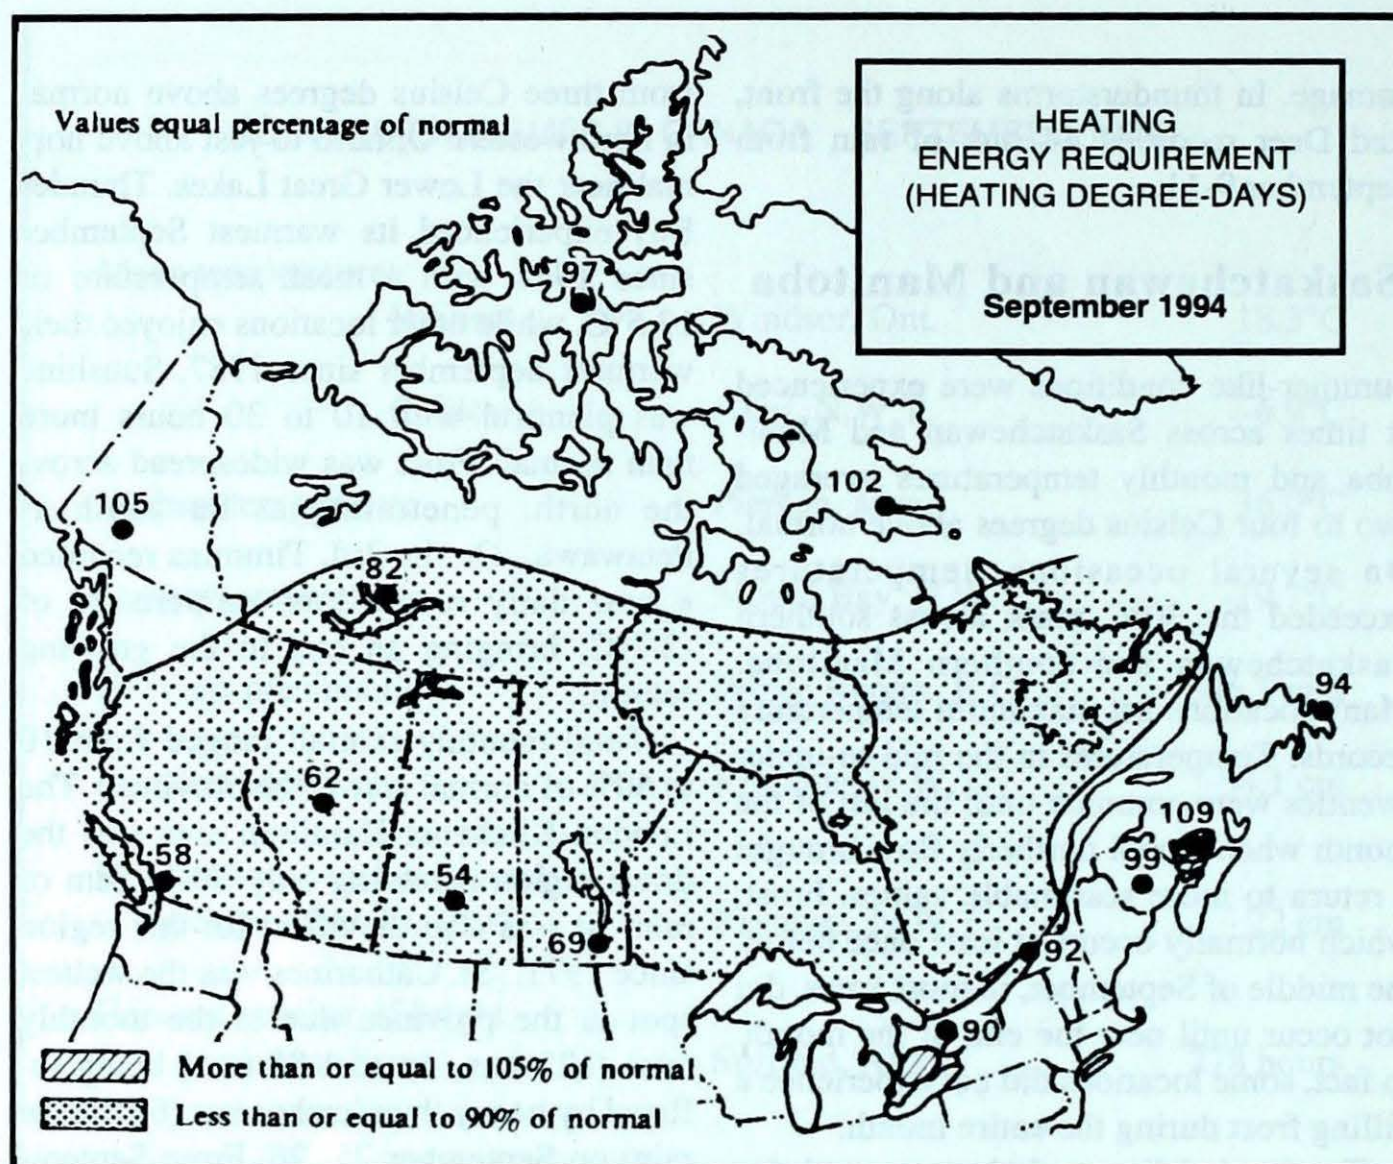 Values equal percentage of normal
HEATING
ENERGY REQUIREMENT
(HEATING DEGREE-DAYS)
September 1994
97
105
102
82
94
62
109
58
99
54
69
92
90
More than or equal to 105% of normal
Less than or equal to 90% of normal